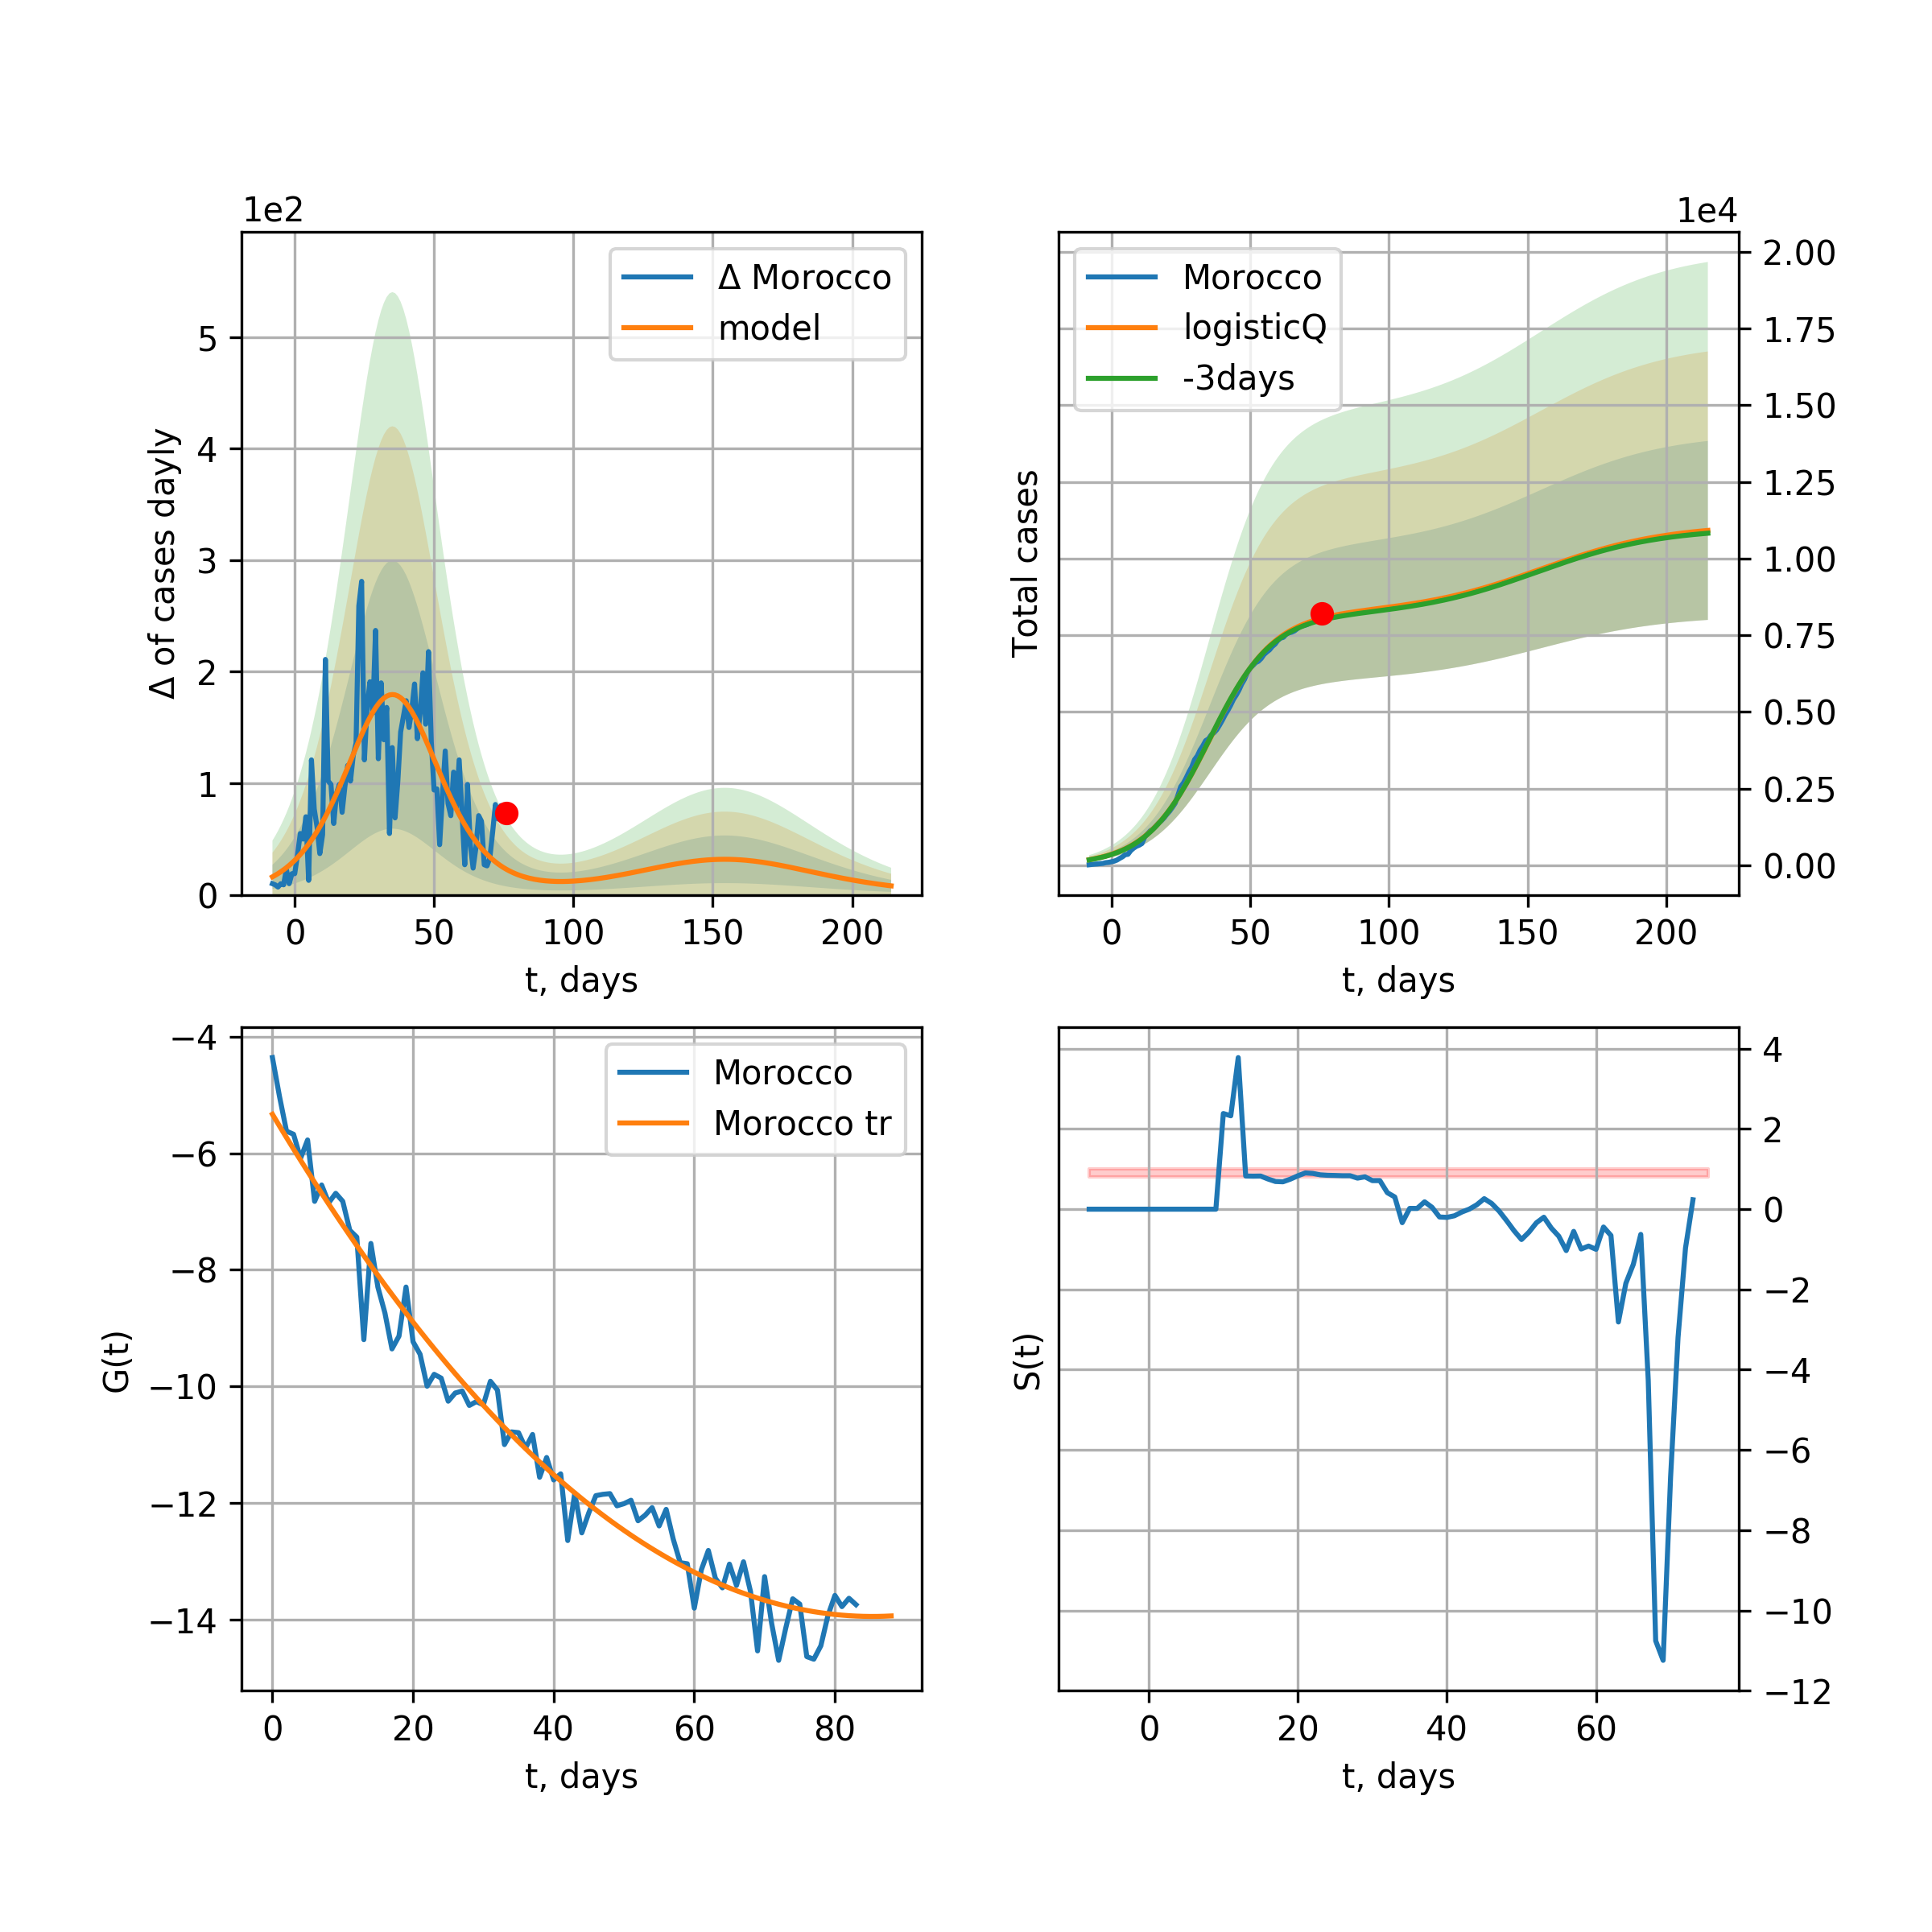 1e2
Δ Morocco
model
5
4
3
2
1
0
Δ of cases dayly
0 50 100 150 200
t, days
1e4
Morocco
logisticQ
-3days
2.00
1.75
1.50
1.25
1.00
0.75
0.50
0.25
0.00
Total cases
0 50 100 150 200
t, days
Morocco
Morocco tr
−4
−6
−8
−10
−12
−14
G(t)
0 20 40 60 80
t, days
4
2
0
−2
−4
−6
−8
−10
−12
S(t)
0 20 40 60
t, days